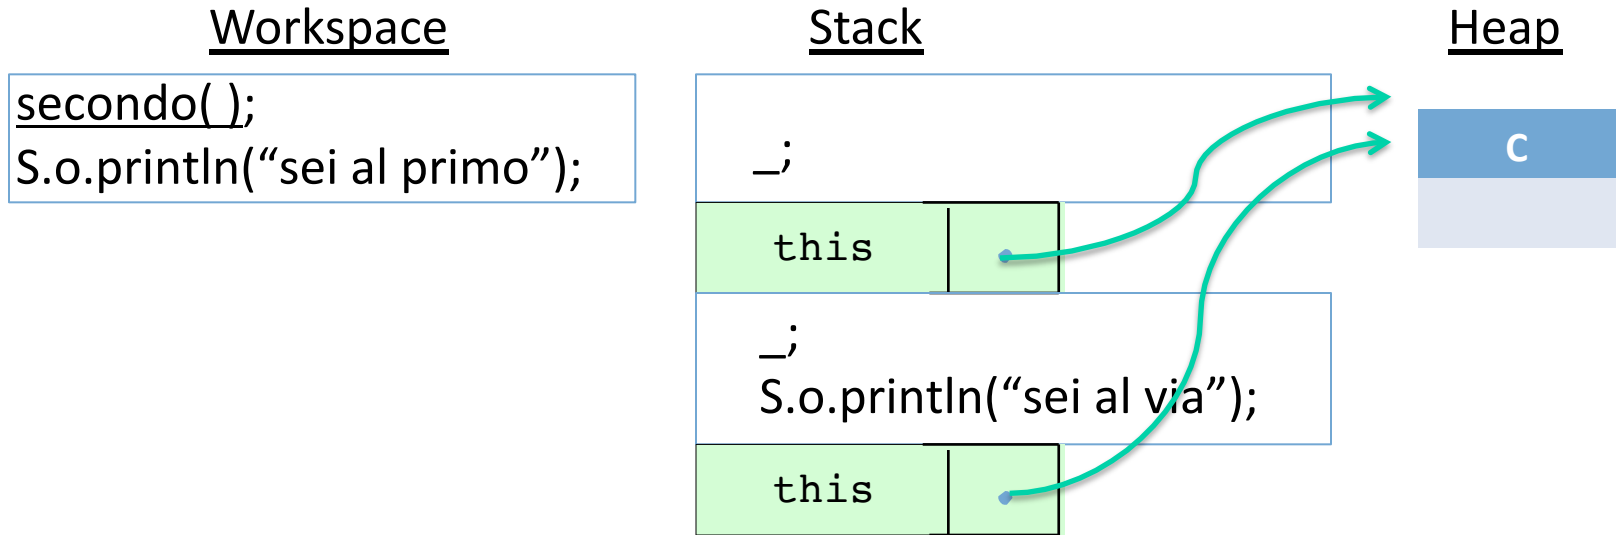 Workspace
secondo( );
S.o.println(“sei al primo”);
Stack
_;
this
_;
S.o.println(“sei al via”);
this
Heap
C